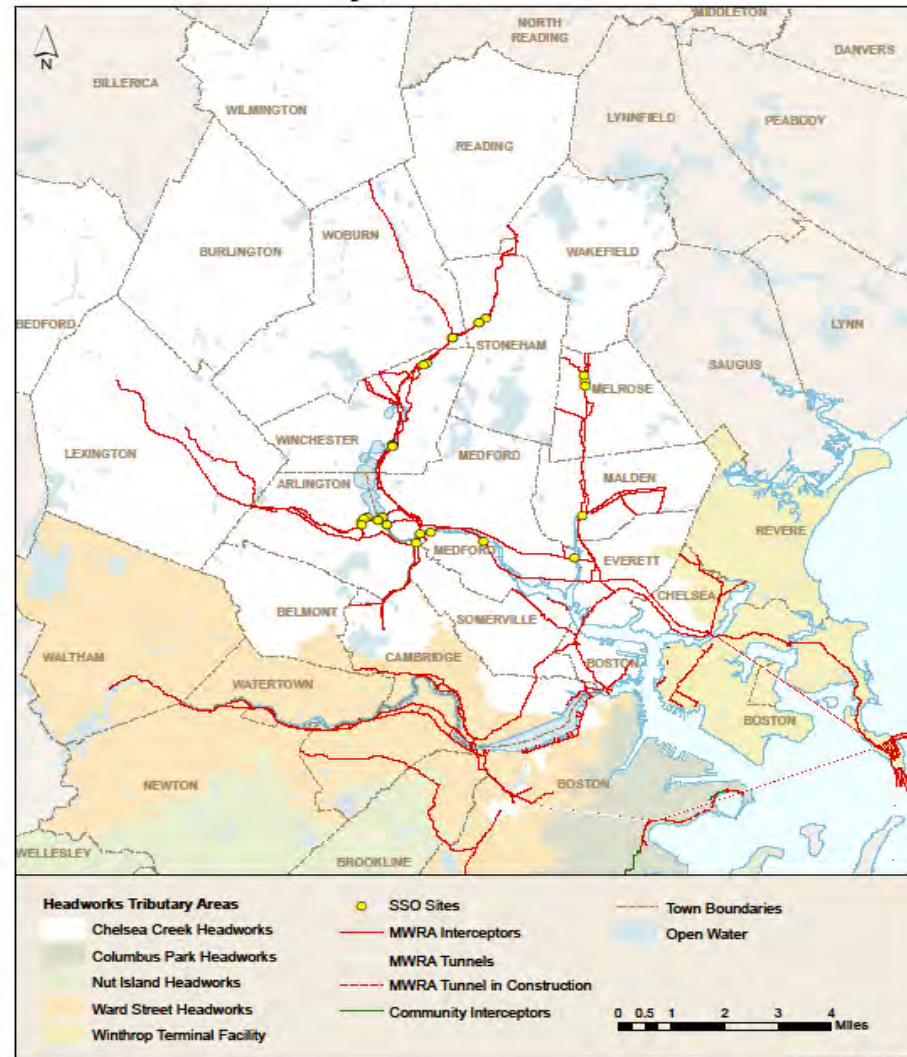 MIDDLETON
NORTH
READING
DANVERS
N
BILLERICA
WILMINGTON
LYNNFIELD
PEABODY
READING
WOBURN
BURLINGTON
WAKEFIELD
BEDFORD
LYNN
STONEHAM
SAUGUS
MELROSE
WINCHESTER
LEXINGTON
MEDFORD
ARLINGTON
MALDEN
REVERE
MEDFORD
EVERETT
CHELSEA
BELMONT
SOMERVILLE
WALTHAM
CAMBRIDGE
BOSTON
WATERTOWN
BOSTON
NEWTON
BOSTON
WELLESLEY
BROOKLINE
Headworks Tributary Areas
Chelsea Creek Headworks
Columbus Park Headworks
Nut Island Headworks
Ward Street Headworks
Winthrop Terminal Facility
SSO Sites
MWRA Interceptors
MWRA Tunnels
MWRA Tunnel in Construction
Community Interceptors
Town Boundaries
Open Water
0 0.5 1 2 3 4
Miles